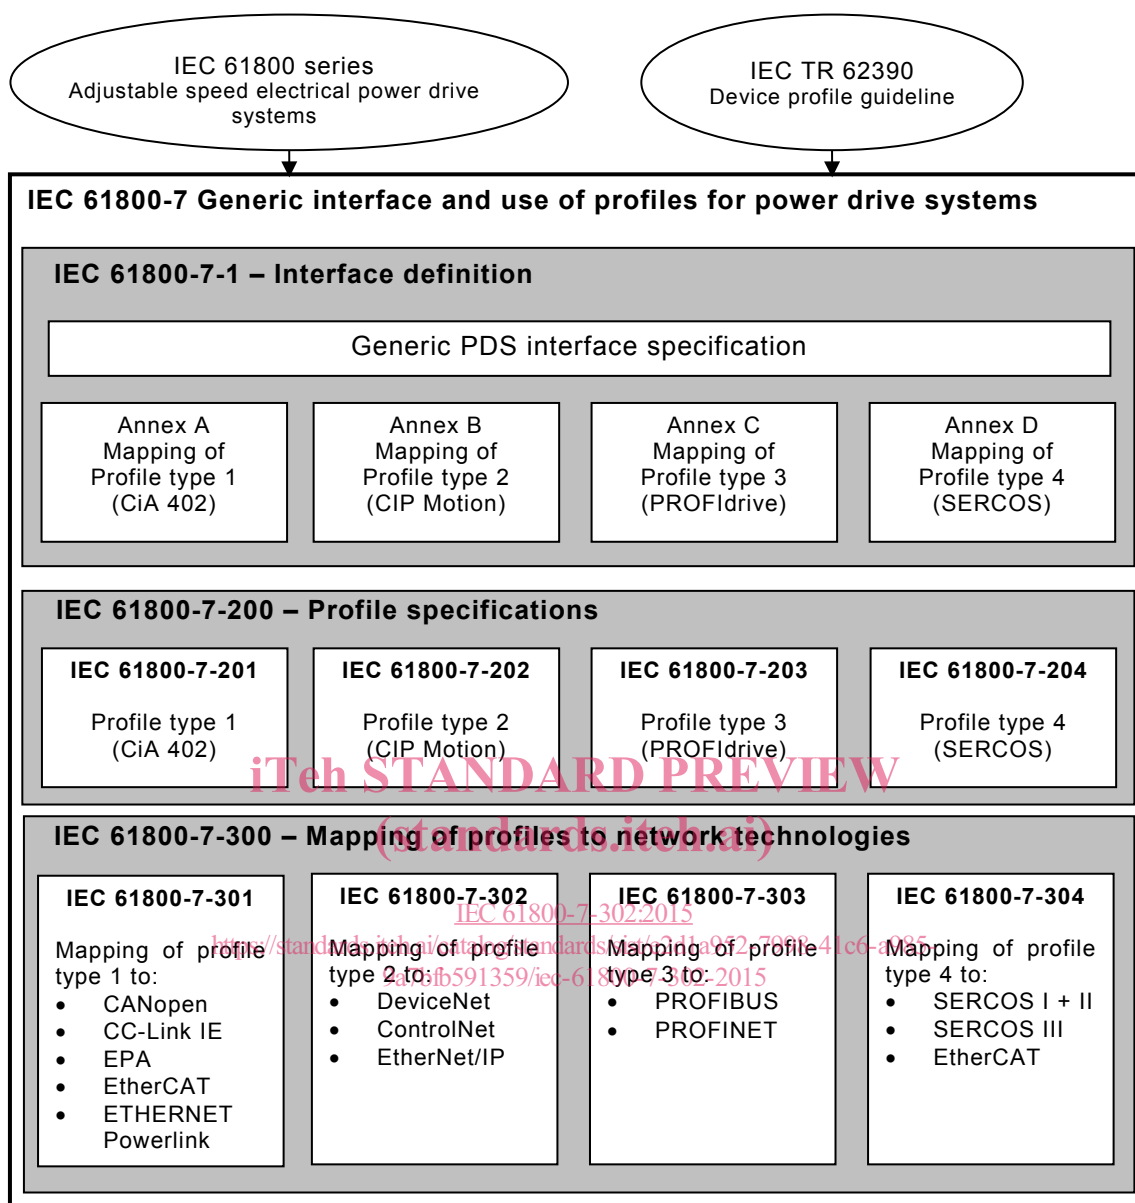 IEC 61800 series
Adjustable speed electrical power drive
systems
IEC TR 62390
Device profile guideline
IEC 61800-7 Generic interface and use of profiles for power drive systems
IEC 61800-7-1 – Interface definition
Generic PDS interface specification
Annex A
Mapping of
Profile type 1
(CiA 402)
Annex B
Mapping of
Profile type 2
(CIP Motion)
Annex C
Mapping of
Profile type 3
(PROFIdrive)
Annex D
Mapping of
Profile type 4
(SERCOS)
IEC 61800-7-200 – Profile specifications
IEC 61800-7-201
Profile type 1
(CiA 402)
IEC 61800-7-202
Profile type 2
(CIP Motion)
IEC 61800-7-203
Profile type 3
(PROFIdrive)
IEC 61800-7-204
Profile type 4
(SERCOS)
iTeh STANDARD PREVIEW
(standards.iteh.ai)
IEC 61800-7-300 – Mapping of profiles to network technologies
IEC 61800-7-301
Mapping of profile
type 1 to:
• CANopen
• CC-Link IE
• EPA
• EtherCAT
• ETHERNET
Powerlink
IEC 61800-7-302
Mapping of profile
type 2 to:
• DeviceNet
• ControlNet
• EtherNet/IP
IEC 61800-7-303
Mapping of profile
type 3 to:
• PROFIBUS
• PROFINET
IEC 61800-7-304
Mapping of profile
type 4 to:
• SERCOS I + II
• SERCOS III
• EtherCAT
IEC 61800-7-302:2015